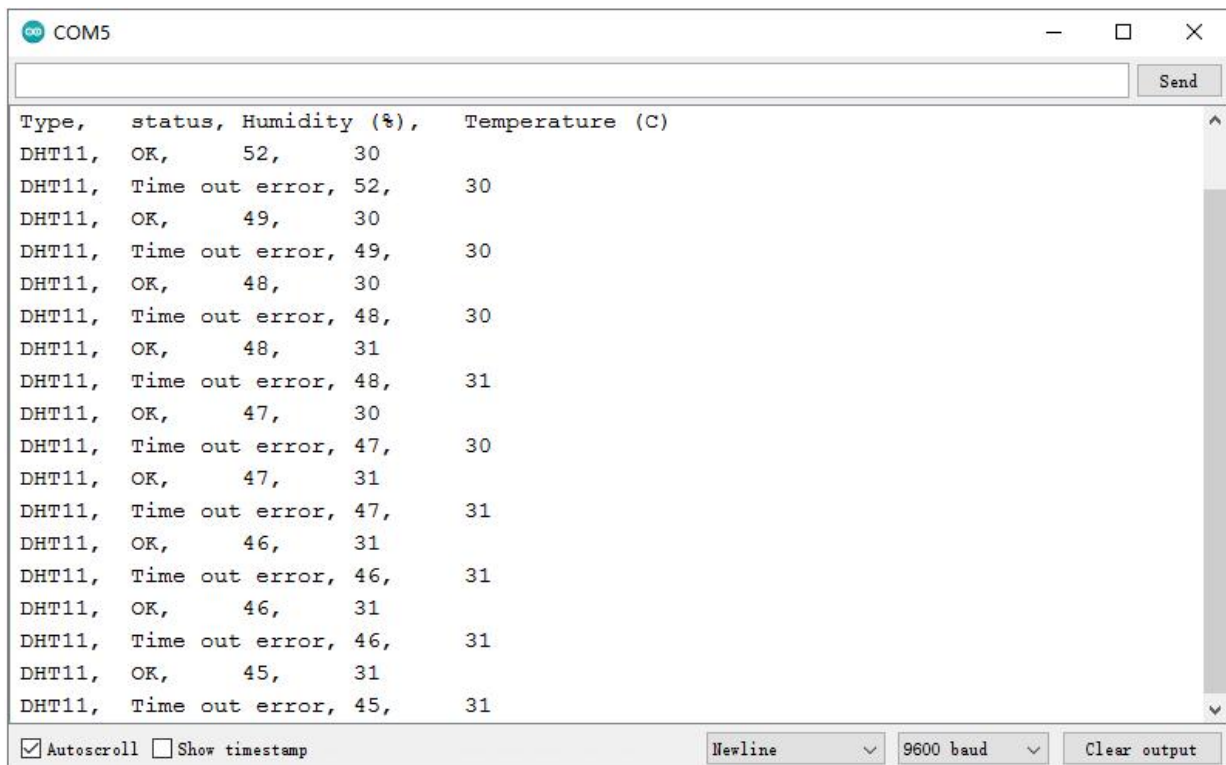 COM5
Send
Type, status, Humidity (%), Temperature (C)
DHT11, OK, 52, 30
DHT11, Time out error, 52, 30
DHT11, OK, 49, 30
DHT11, Time out error, 49, 30
DHT11, OK, 48, 30
DHT11, Time out error, 48, 30
DHT11, OK, 48, 31
DHT11, Time out error, 48, 31
DHT11, OK, 47, 30
DHT11, Time out error, 47, 30
DHT11, OK, 47, 31
DHT11, Time out error, 47, 31
DHT11, OK, 46, 31
DHT11, Time out error, 46, 31
DHT11, OK, 46, 31
DHT11, Time out error, 46, 31
DHT11, OK, 45, 31
DHT11, Time out error, 45, 31
Autoscroll Show timestamp Newline 9600 baud Clear output